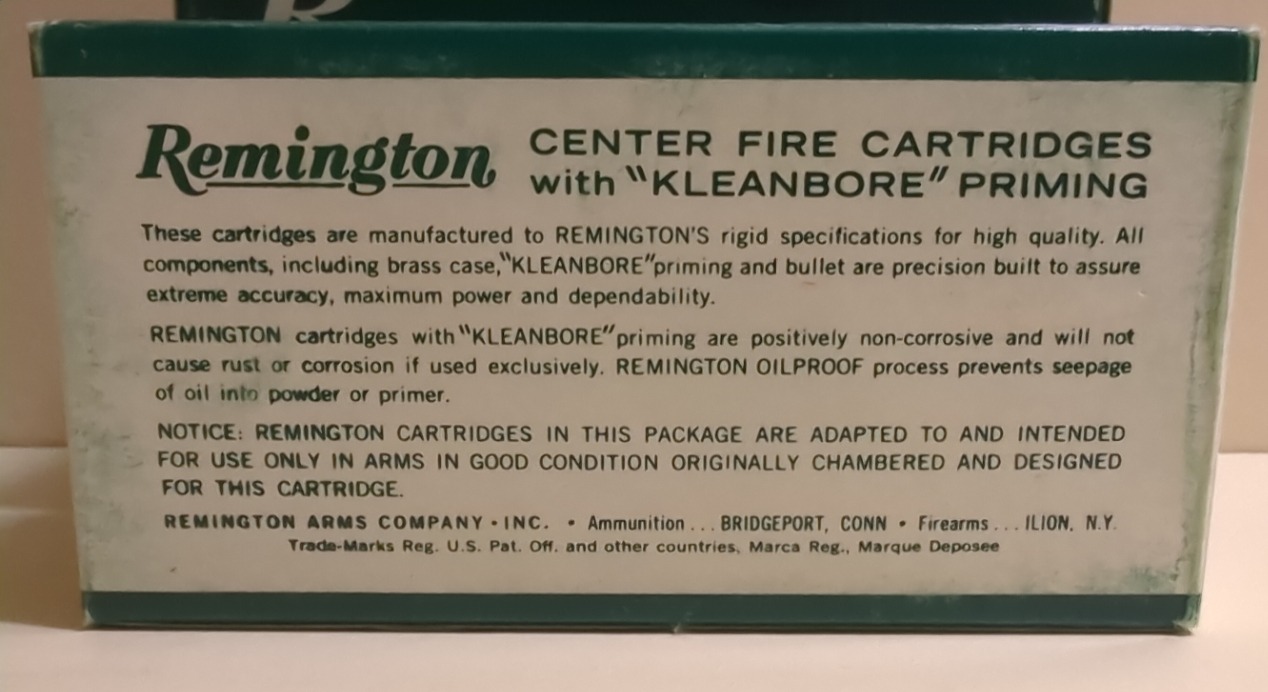 Remington CENTER FIRE CARTRIDGES
with "KLEANBORE" PRIMING
These cartridges are manufactured to REMINGTON'S rigid specifications for high quality. All
components, including brass case, "KLEANBORE" priming and bullet are precision built to assure
extreme accuracy, maximum power and dependability.
REMINGTON cartridges with "KLEANBORE" priming are positively non-corrosive and will not
cause rust or corrosion if used exclusively. REMINGTON OILPROOF process prevents seepage
of oil into powder or primer.
NOTICE: REMINGTON CARTRIDGES IN THIS PACKAGE ARE ADAPTED TO AND INTENDED
FOR USE ONLY IN ARMS IN GOOD CONDITION ORIGINALLY CHAMBERED AND DESIGNED
FOR THIS CARTRIDGE.
REMINGTON ARMS COMPANY • INC. • Ammunition ... BRIDGEPORT, CONN • Firearms ... ILION, N.Y.
Trade-Marks Reg. U.S. Pat. Off. and other countries, Marca Reg., Marque Deposee